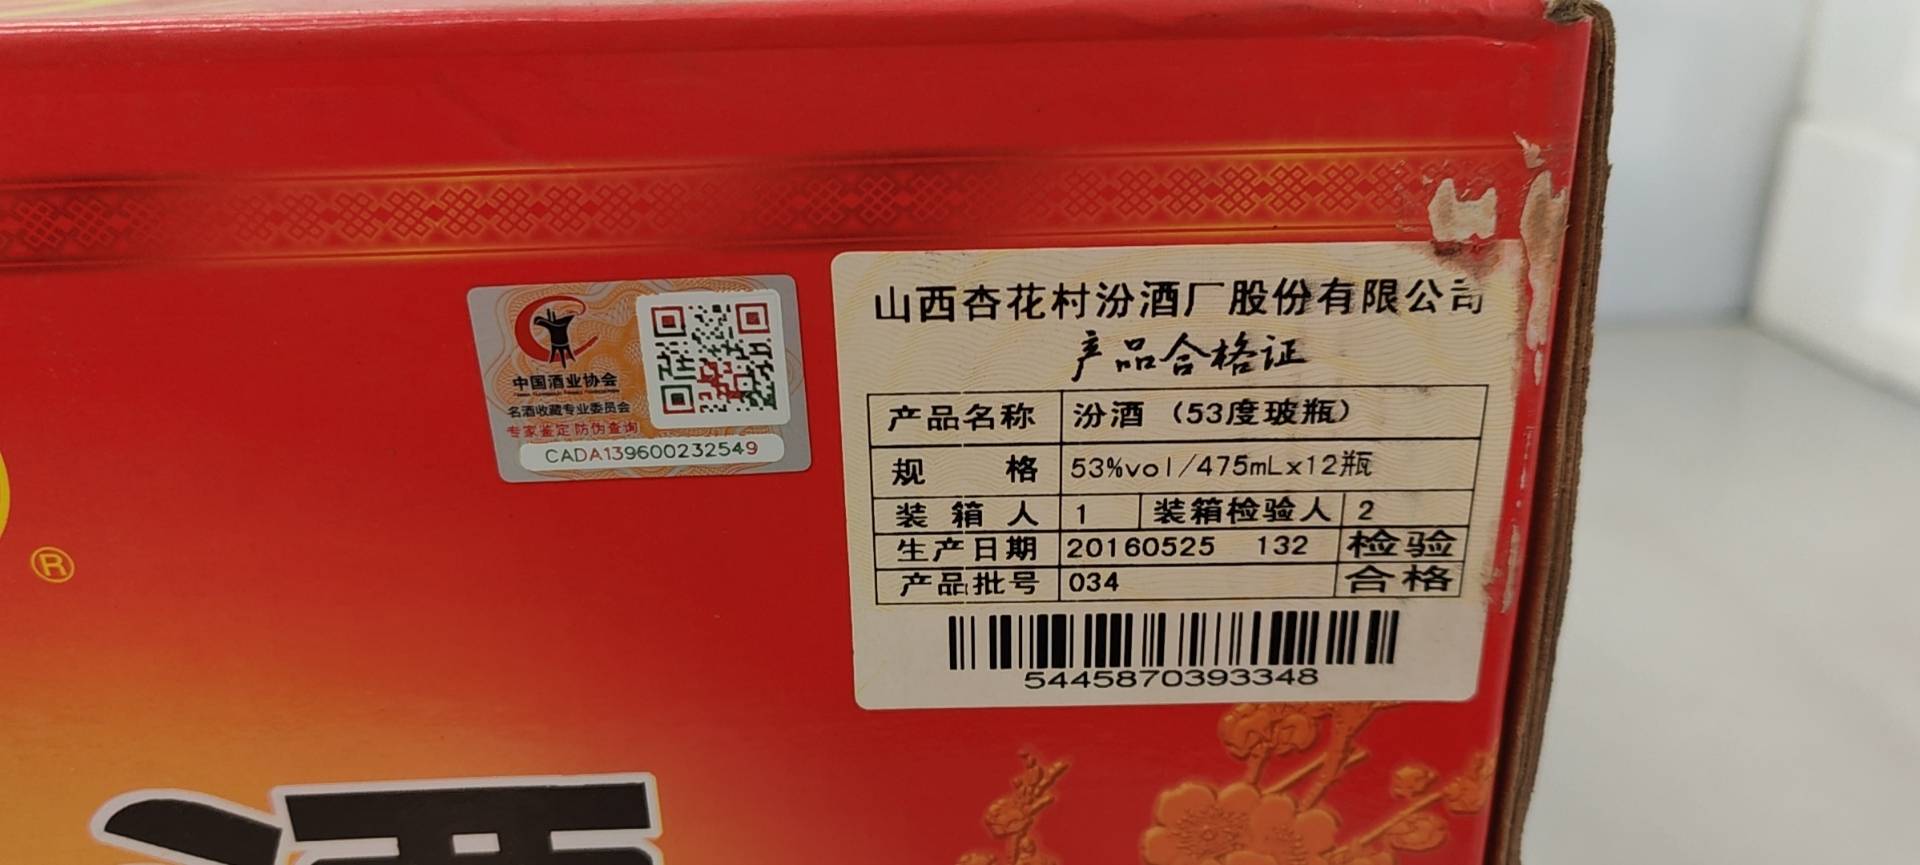 山西杏花村汾酒厂股份有限公司
产品合格证
产品名称 汾酒（53度玻瓶）
规格 53%vol/475mLx12瓶
装箱人 1 装箱检验人 2
生产日期 20160525 132 检验
产品批号 034 合格
5445870393348
中国酒业协会
名酒收藏专业委员会
专家鉴定 防伪查询
CADA139600232549
®
酒